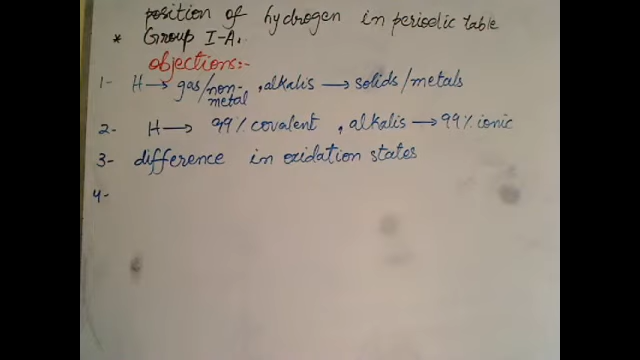 position of hydrogen in periodic table
* Group I-A.
objections:-
1- H → gas/non-metal, alkalis → solids/metals
2- H → 99% covalent, alkalis → 99% ionic
3- difference in oxidation states
4-